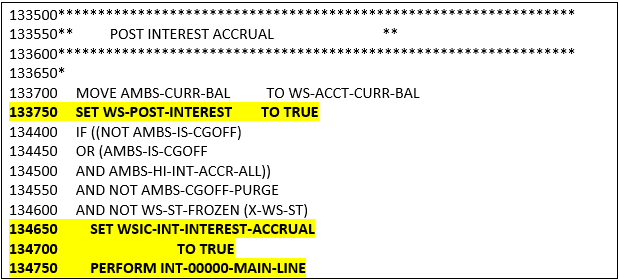 133500***************************************************************
133550** POST INTEREST ACCRUAL **
133600***************************************************************
133650*
133700 MOVE AMBS-CURR-BAL TO WS-ACCT-CURR-BAL
133750 SET WS-POST-INTEREST TO TRUE
134400 IF ((NOT AMBS-IS-CGOFF)
134450 OR (AMBS-IS-CGOFF
134500 AND AMBS-HI-INT-ACCR-ALL))
134550 AND NOT AMBS-CGOFF-PURGE
134600 AND NOT WS-ST-FROZEN (X-WS-ST)
134650 SET WSIC-INT-INTEREST-ACCRUAL
134700 TO TRUE
134750 PERFORM INT-00000-MAIN-LINE